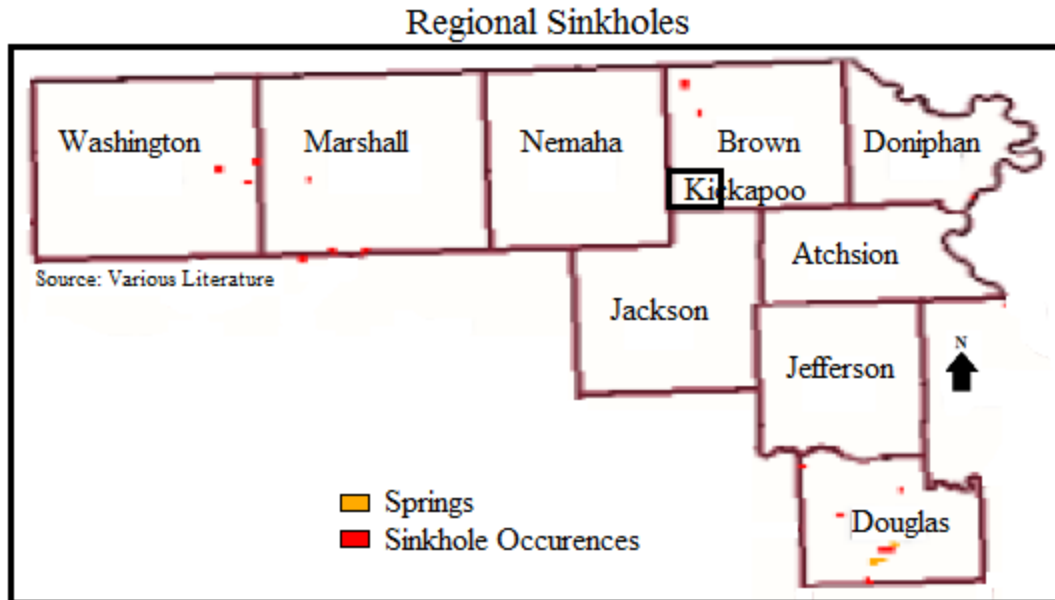 Regional Sinkholes
Washington
Marshall
Nemaha
Brown
Doniphan
Kickapoo
Atchsion
Source: Various Literature
Jackson
N
Jefferson
Springs
Douglas
Sinkhole Occurences